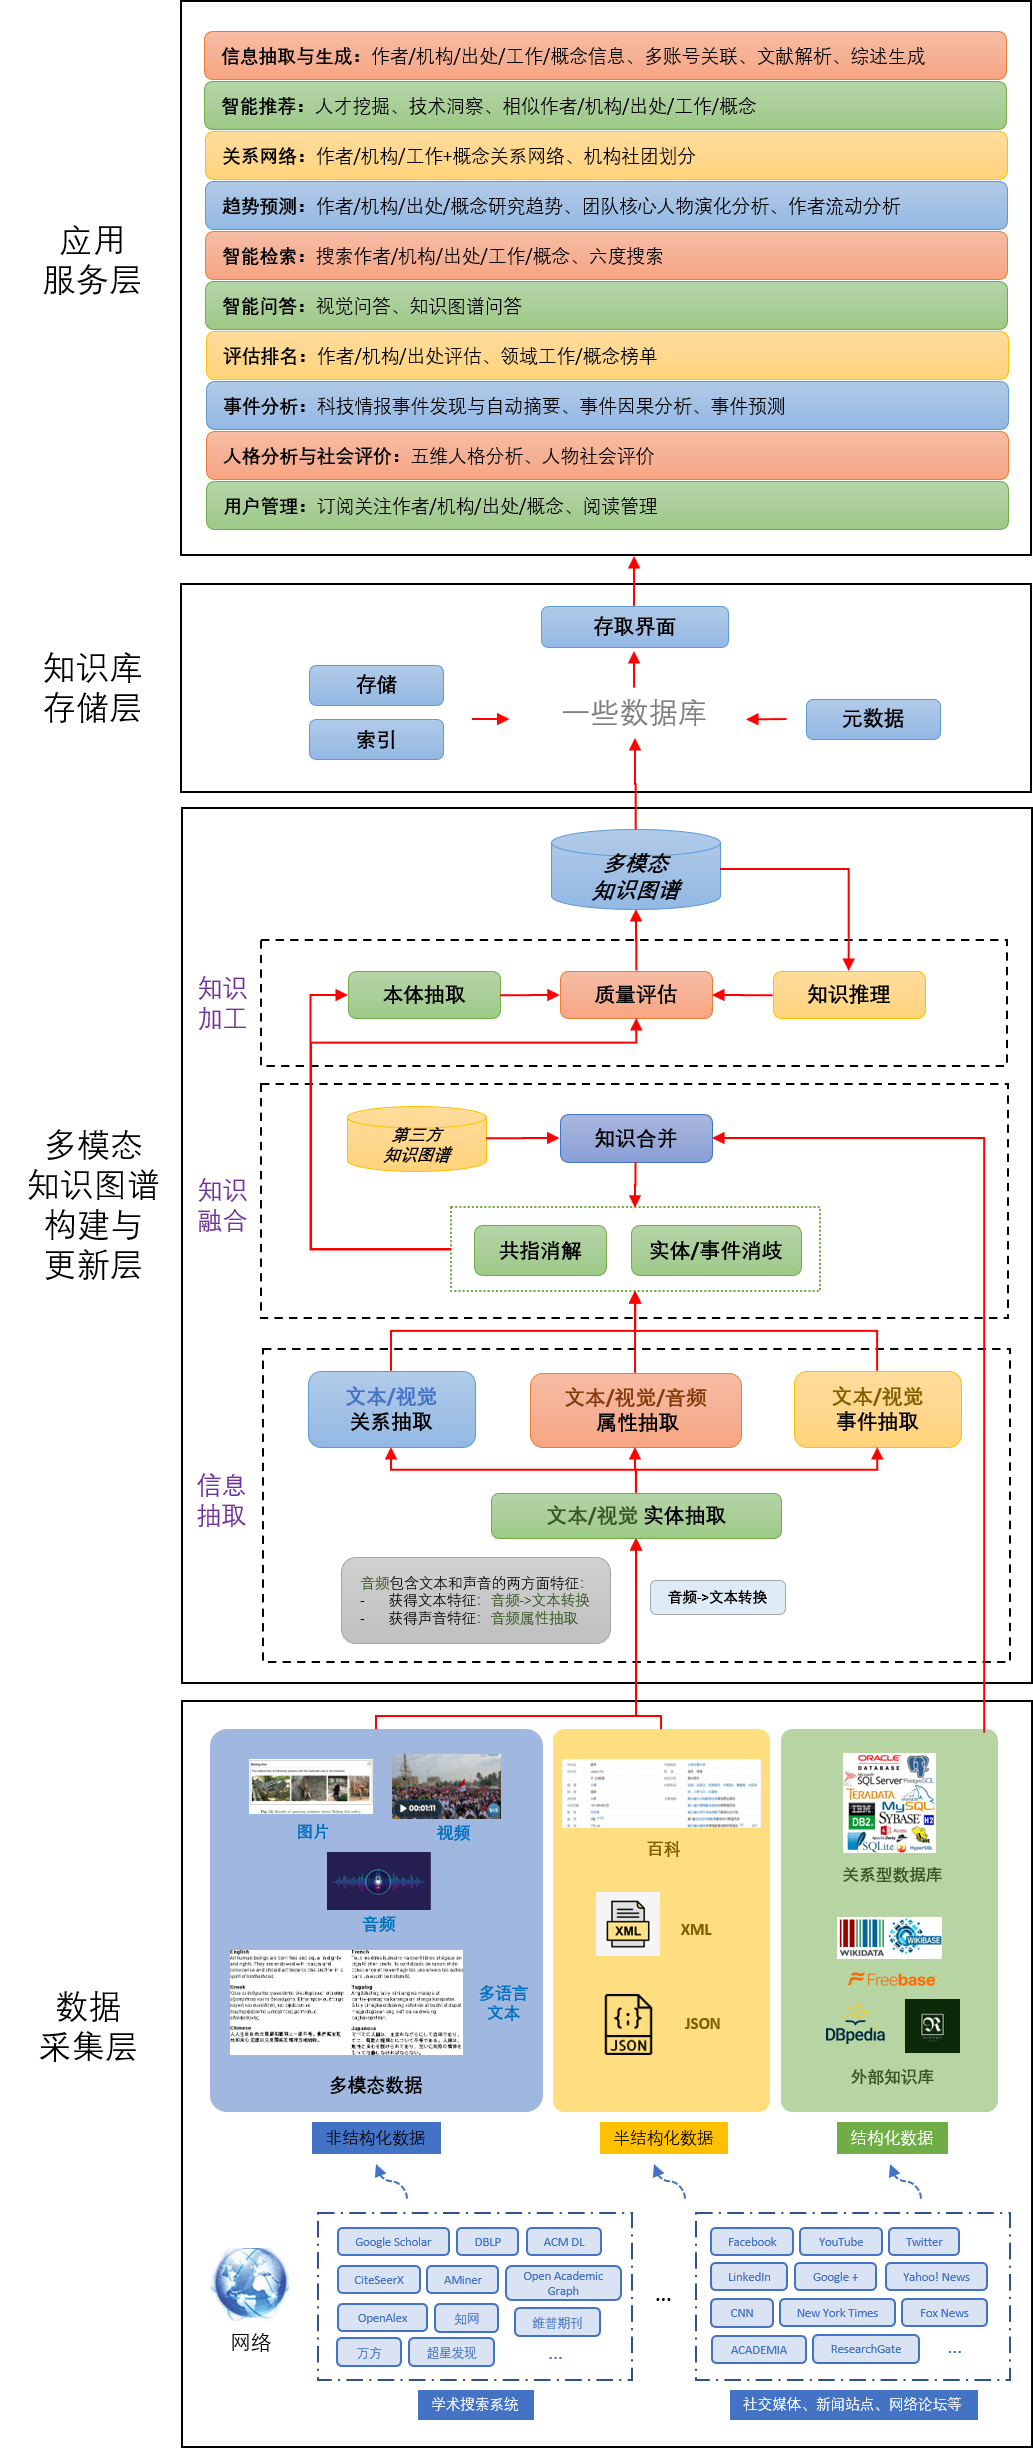 应用
服务层
信息抽取与生成：作者/机构/出处/工作/概念信息、多账号关联、文献解析、综述生成
智能推荐：人才挖掘、技术洞察、相似作者/机构/出处/工作/概念
关系网络：作者/机构/工作+概念关系网络、机构社团划分
趋势预测：作者/机构/出处/概念研究趋势、团队核心人物演化分析、作者流动分析
智能检索：搜索作者/机构/出处/工作/概念、六度搜索
智能问答：视觉问答、知识图谱问答
评估排名：作者/机构/出处评估、领域工作/概念榜单
事件分析：科技情报事件发现与自动摘要、事件因果分析、事件预测
人格分析与社会评价：五维人格分析、人物社会评价
用户管理：订阅关注作者/机构/出处/概念、阅读管理
知识库
存储层
存取界面
存储
索引
一些数据库
元数据
多模态
知识图谱
构建与
更新层
多模态
知识图谱
知识
加工
本体抽取
质量评估
知识推理
知识
融合
第三方
知识图谱
知识合并
共指消解
实体/事件消歧
信息
抽取
文本/视觉
关系抽取
文本/视觉/音频
属性抽取
文本/视觉
事件抽取
文本/视觉 实体抽取
音频包含文本和声音的两方面特征：
- 获得文本特征：音频->文本转换
- 获得声音特征：音频属性抽取
音频->文本转换
数据
采集层
图片
00:01:11
视频
音频
English
French
Greek
Tagalog
Chinese
Japanese
多语言
文本
多模态数据
百科
XML
XML
JSON
JSON
ORACLE
DATABASE
SQL Server
PostgreSQL
TERADATA
MySQL
IBM
DB2.
SYBASE
H2
SQLite
关系型数据库
WIKIDATA
WIKIBASE
Freebase
DBpedia
外部知识库
非结构化数据
半结构化数据
结构化数据
网络
Google Scholar
DBLP
ACM DL
CiteSeerX
AMiner
Open Academic
Graph
OpenAlex
知网
维普期刊
万方
超星发现
...
学术搜索系统
...
Facebook
YouTube
Twitter
LinkedIn
Google +
Yahoo! News
CNN
New York Times
Fox News
ACADEMIA
ResearchGate
...
社交媒体、新闻站点、网络论坛等